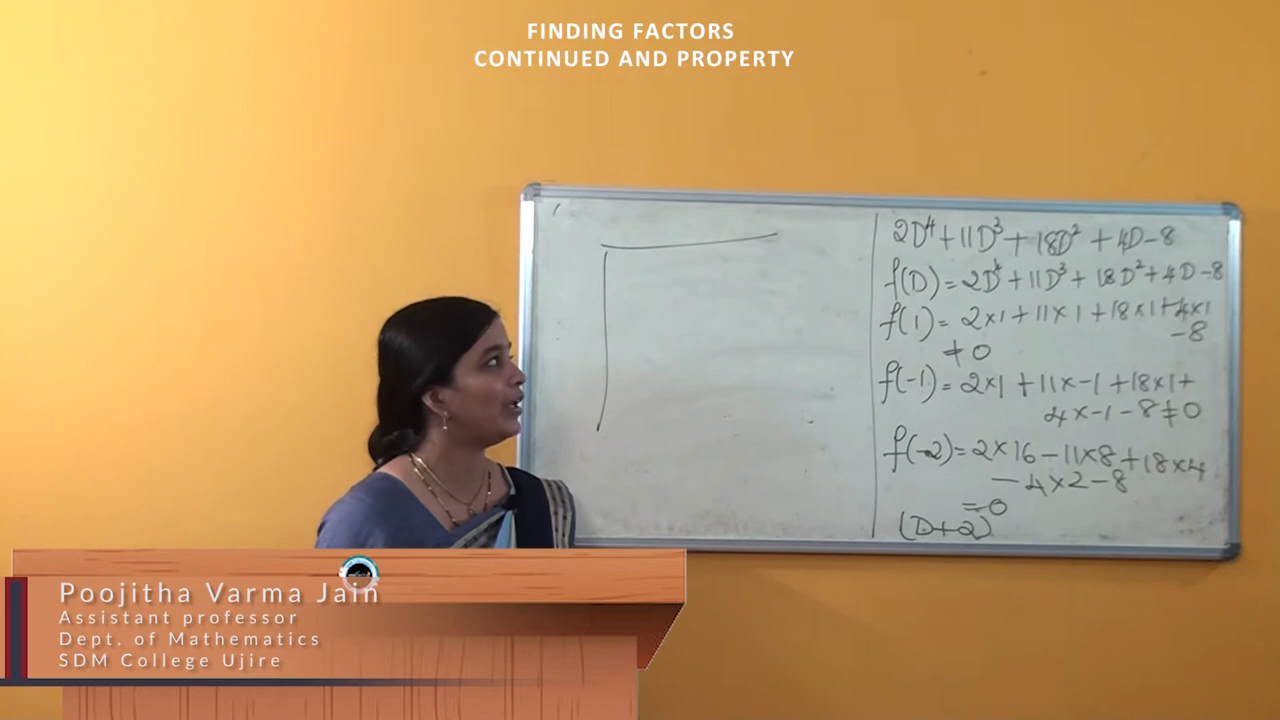 FINDING FACTORS
CONTINUED AND PROPERTY
2D⁴+11D³+18D²+4D-8
f(D)=2D⁴+11D³+18D²+4D-8
f(1)=2×1+11×1+18×1+4×1
-8
≠0
f(-1)=2×1+11×-1+18×1+
4×-1-8≠0
f(-2)=2×16-11×8+18×4
-4×2-8
=0
(D+2)
Poojitha Varma Jain
Assistant professor
Dept. of Mathematics
SDM College Ujire